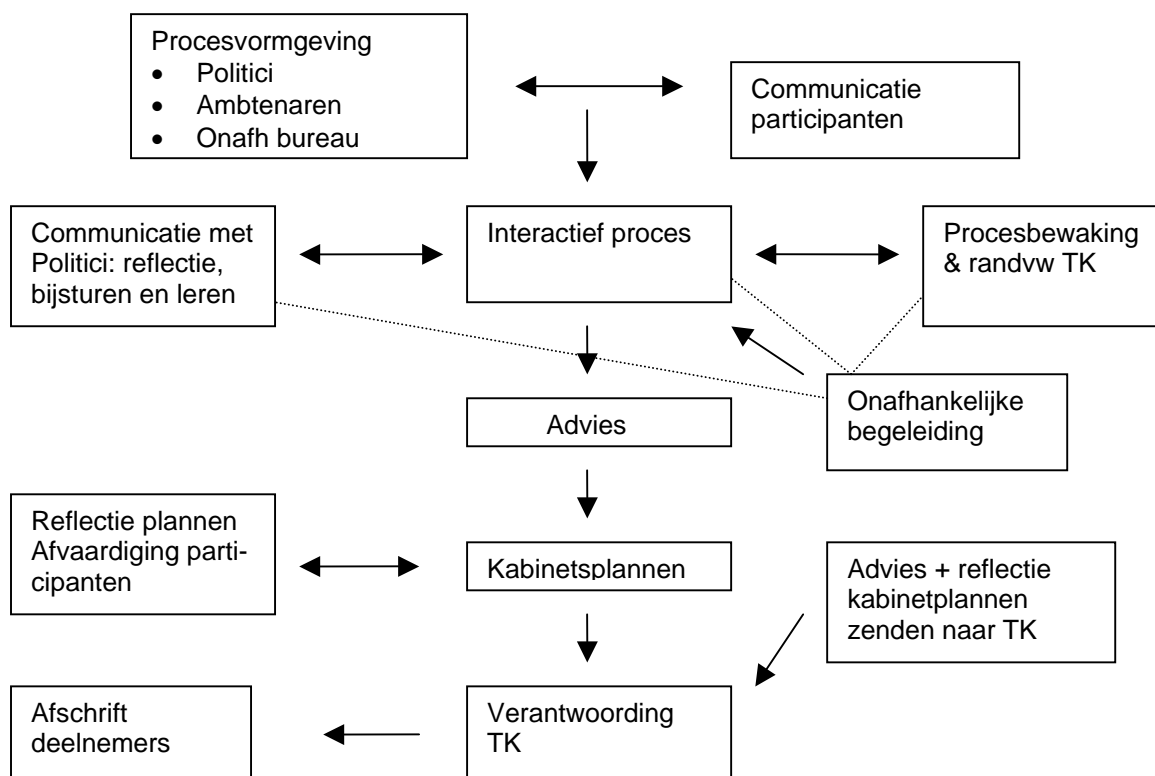 Procesvormgeving
• Politici
• Ambtenaren
• Onafh bureau
Communicatie
participanten
Communicatie met
Politici: reflectie,
bijsturen en leren
Interactief proces
Procesbewaking
& randvw TK
Onafhankelijke
begeleiding
Advies
Reflectie plannen
Afvaardiging parti-
cipanten
Kabinetsplannen
Advies + reflectie
kabinetplannen
zenden naar TK
Afschrift
deelnemers
Verantwoording
TK